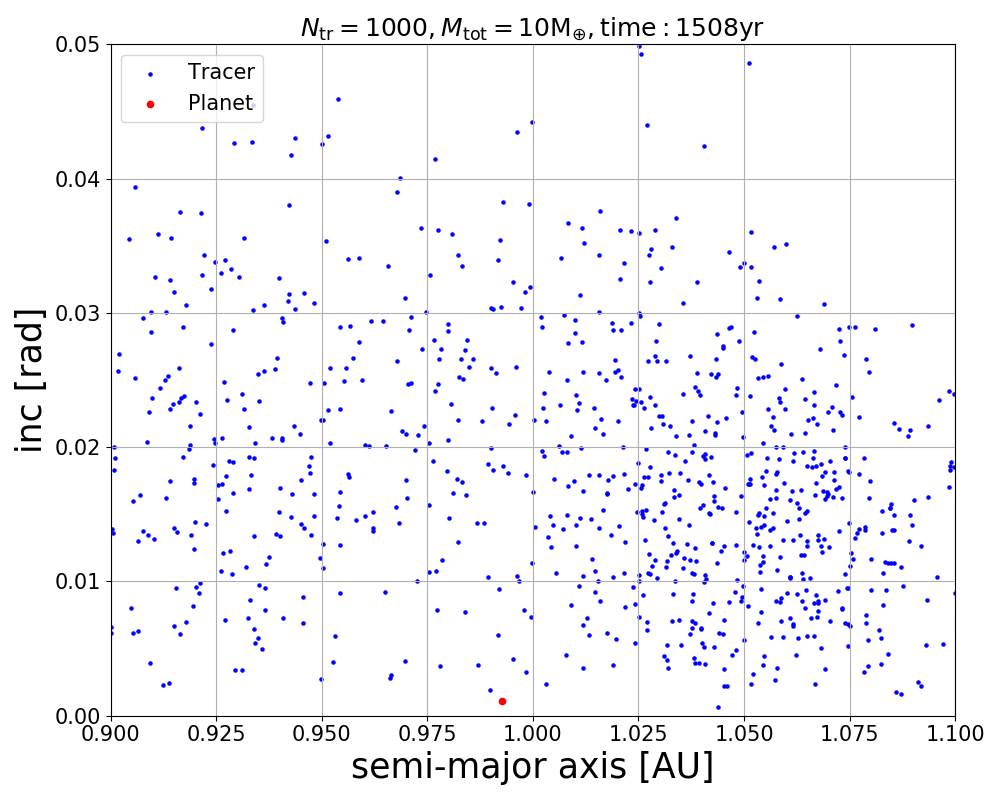 N_tr = 1000, M_tot = 10M_⊕, time : 1508yr
Tracer
Planet
0.05
0.04
0.03
0.02
0.01
0.00
inc [rad]
0.900 0.925 0.950 0.975 1.000 1.025 1.050 1.075 1.100
semi-major axis [AU]